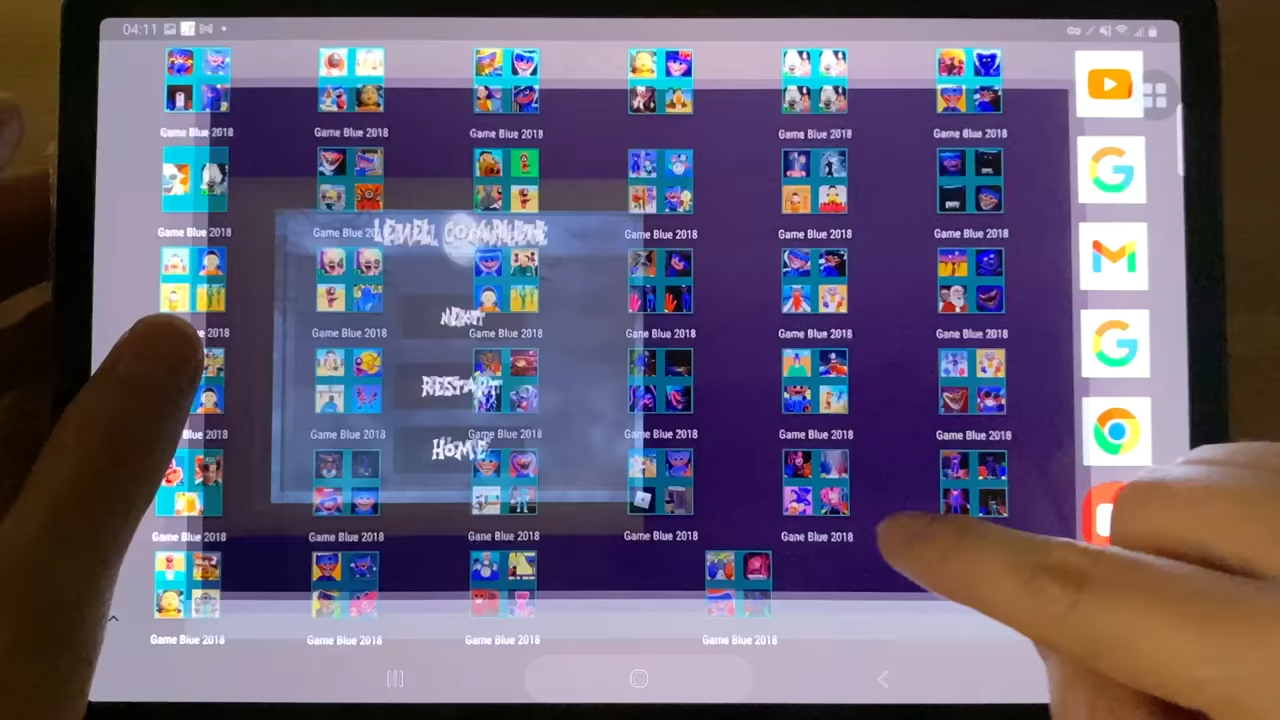 04:11
Game Blue 2018 Game Blue 2018 Game Blue 2018 Game Blue 2018 Game Blue 2018
Game Blue 2018 Game Blue 20 Game Blue 2018 Game Blue 2018 Game Blue 2018
LEVEL COMPLETE
NEXT
ue 2018 Game Blue 2018 Game Blue 2018 Game Blue 2018 Game Blue 2018 Game Blue 2018
RESTART
2018 Game Blue 2018 Game Blue 2018 Game Blue 2018 Game Blue 2018 Game Blue 2018
HOME
Game Blue 2018 Game Blue 2018 Game Blue 2018 Game Blue 2018 Game Blue 2018
Game Blue 2018 Game Blue 2018 Game Blue 2018 Game Blue 2018